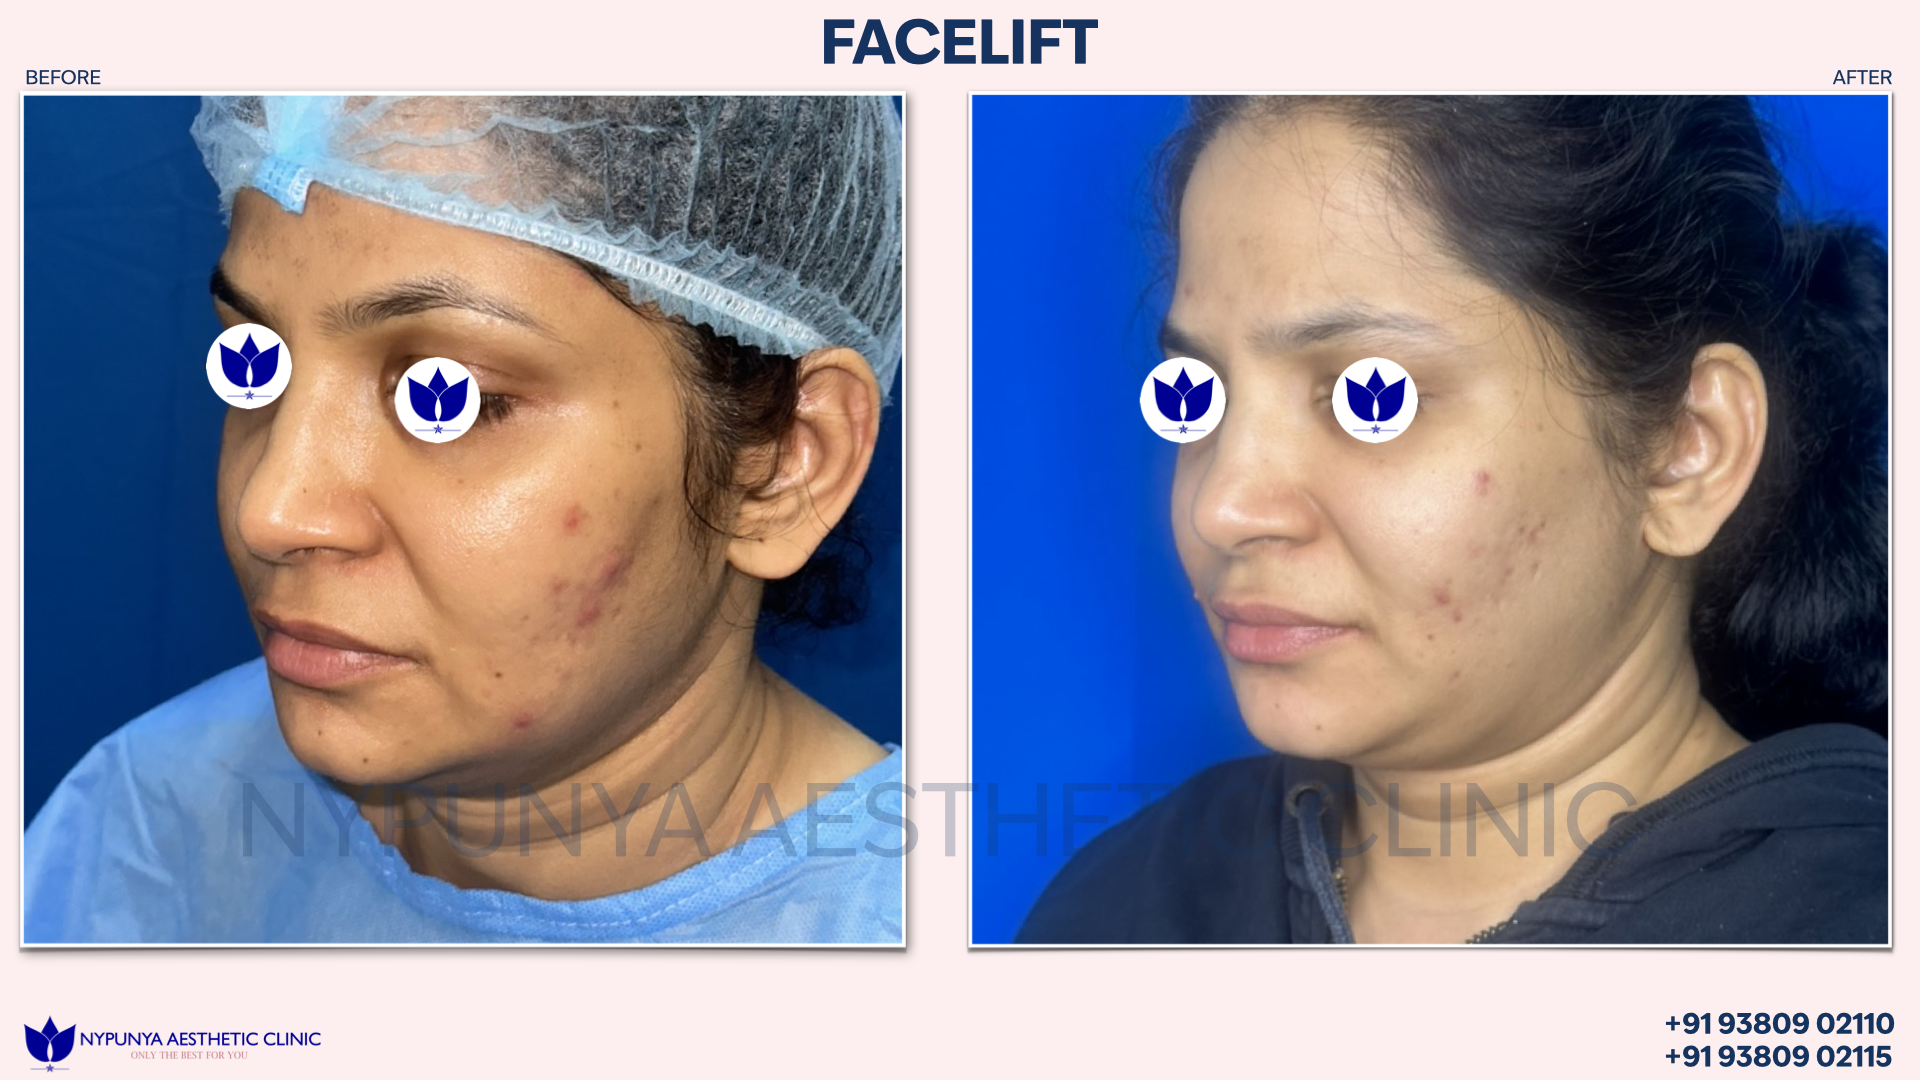 FACELIFT
BEFORE
AFTER
NYPUNYA AESTHETIC CLINIC
NYPUNYA AESTHETIC CLINIC
ONLY THE BEST FOR YOU
+91 93809 02110
+91 93809 02115